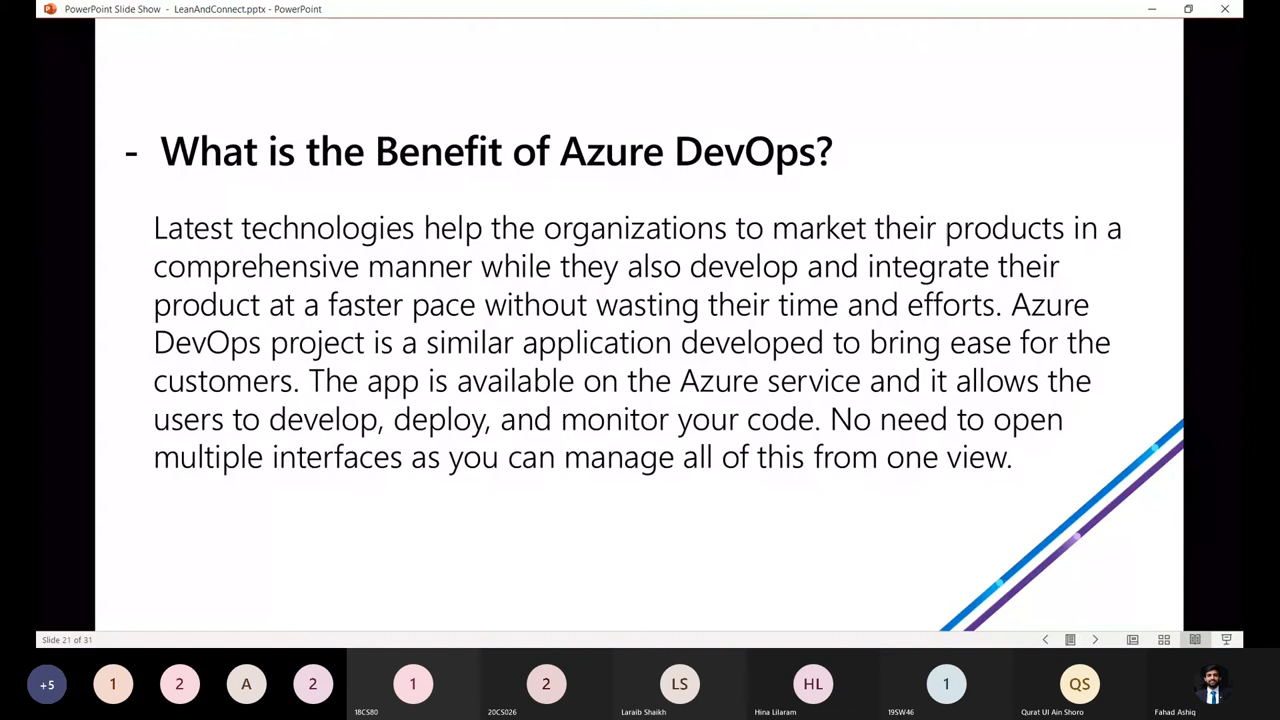 PowerPoint Slide Show - LeanAndConnect.pptx - PowerPoint
- What is the Benefit of Azure DevOps?
Latest technologies help the organizations to market their products in a
comprehensive manner while they also develop and integrate their
product at a faster pace without wasting their time and efforts. Azure
DevOps project is a similar application developed to bring ease for the
customers. The app is available on the Azure service and it allows the
users to develop, deploy, and monitor your code. No need to open
multiple interfaces as you can manage all of this from one view.
Slide 21 of 31
+5 1 2 A 2 1 2 LS HL 1 QS
18CS80 20CS026 Laraib Shaikh Hina Lilaram 19SW46 Qurat Ul Ain Shoro Fahad Ashiq